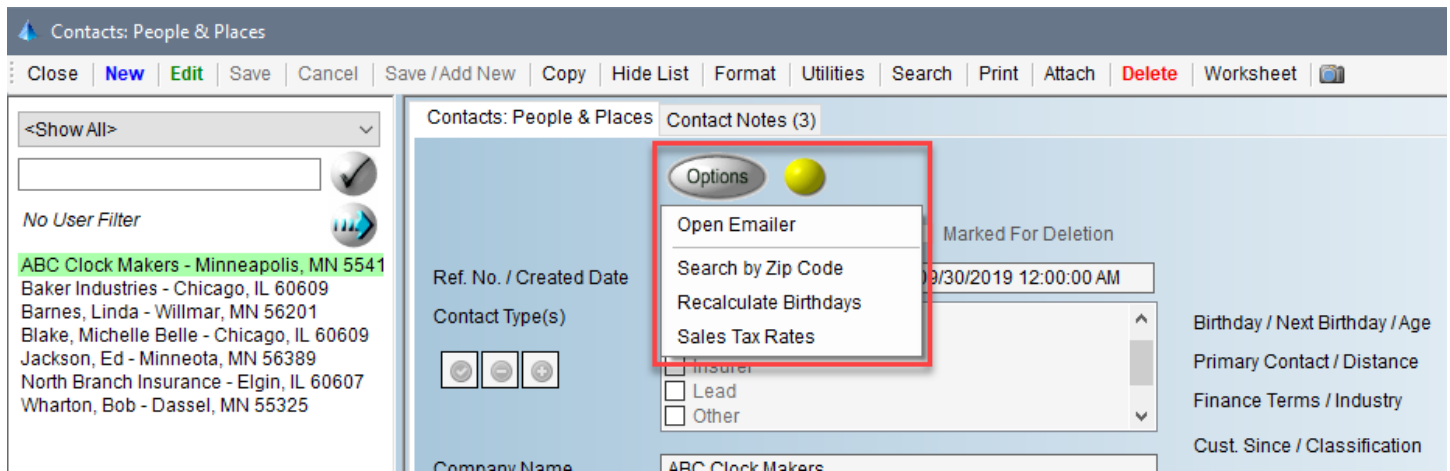 Contacts: People & Places
Close New Edit Save Cancel Save / Add New Copy Hide List Format Utilities Search Print Attach Delete Worksheet
<Show All>
No User Filter
ABC Clock Makers - Minneapolis, MN 5541
Baker Industries - Chicago, IL 60609
Barnes, Linda - Willmar, MN 56201
Blake, Michelle Belle - Chicago, IL 60609
Jackson, Ed - Minneota, MN 56389
North Branch Insurance - Elgin, IL 60607
Wharton, Bob - Dassel, MN 55325
Contacts: People & Places Contact Notes (3)
Options
Open Emailer
Search by Zip Code
Recalculate Birthdays
Sales Tax Rates
Marked For Deletion
Ref. No. / Created Date 09/30/2019 12:00:00 AM
Contact Type(s)
Insurer
Lead
Other
Birthday / Next Birthday / Age
Primary Contact / Distance
Finance Terms / Industry
Cust. Since / Classification
Company Name ABC Clock Makers